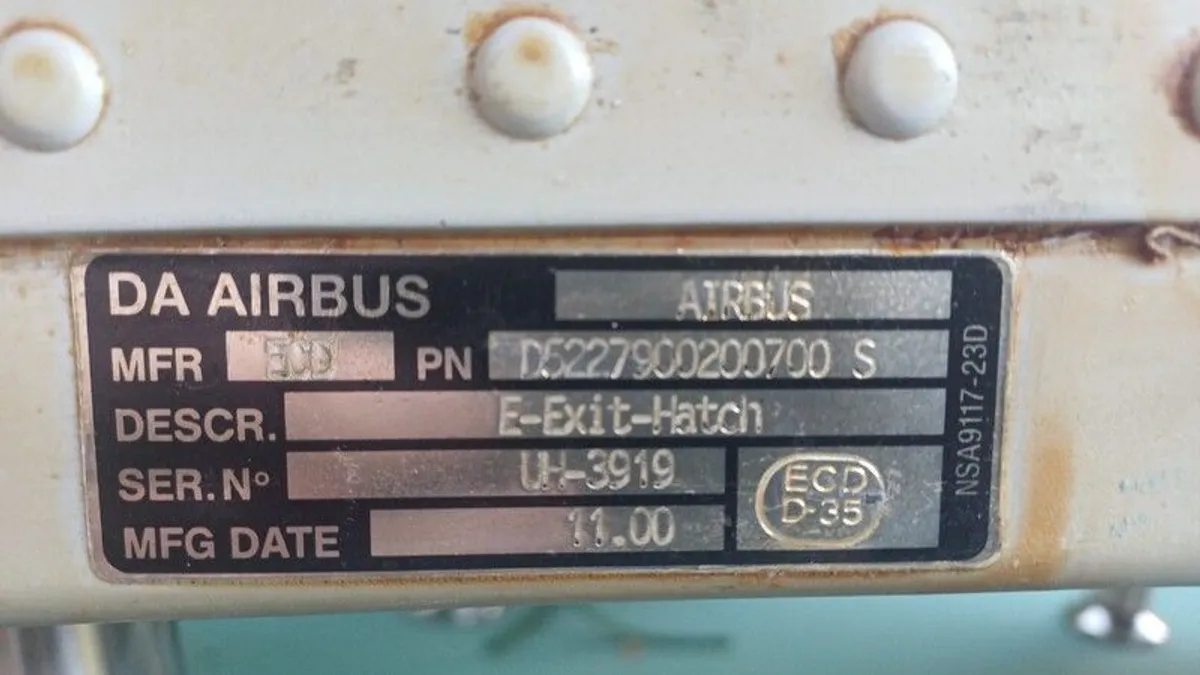 DA AIRBUS AIRBUS
MFR ECD PN D5227900200700 S
DESCR. E-Exit-Hatch
SER. N° UH-3919
MFG DATE 11.00
ECD
D-35
NSA9117-23D